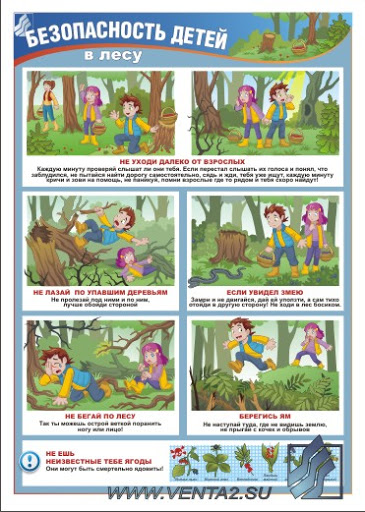 БЕЗОПАСНОСТЬ ДЕТЕЙ
в лесу
НЕ УХОДИ ДАЛЕКО ОТ ВЗРОСЛЫХ
Каждую минуту проверяй слышат ли они тебя. Если перестал слышать их голоса и понял, что
заблудился, не пытайся найти дорогу самостоятельно, сядь и жди, тебя уже ищут, каждую минуту
кричи и зови на помощь, не паникуй, помни взрослые где то рядом и тебя скоро найдут!
НЕ ЛАЗАЙ ПО УПАВШИМ ДЕРЕВЬЯМ
Не пролезай под ними и по ним,
лучше обойди стороной
ЕСЛИ УВИДЕЛ ЗМЕЮ
Замри и не двигайся, дай ей уползти, а сам тихо
отойди в другую сторону! Не ходи в лес босиком.
НЕ БЕГАЙ ПО ЛЕСУ
Так ты можешь острой веткой поранить
ногу или лицо!
БЕРЕГИСЬ ЯМ
Не наступай туда, где не видишь землю,
не прыгай с кочек и обрывов
НЕ ЕШЬ
НЕИЗВЕСТНЫЕ ТЕБЕ ЯГОДЫ
Они могут быть смертельно ядовиты!
WWW.VENTA2.SU